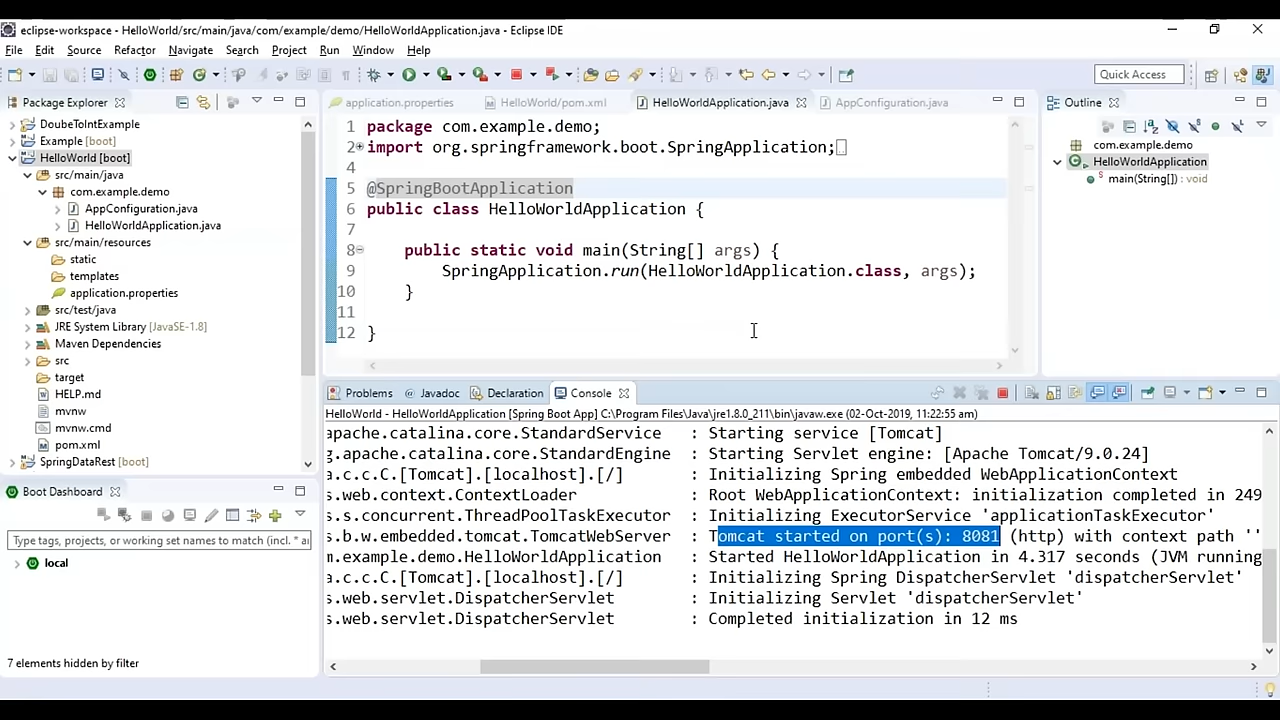 eclipse-workspace - HelloWorld/src/main/java/com/example/demo/HelloWorldApplication.java - Eclipse IDE
File Edit Source Refactor Navigate Search Project Run Window Help
Quick Access
Package Explorer
DoubeToIntExample
Example [boot]
HelloWorld [boot]
src/main/java
com.example.demo
AppConfiguration.java
HelloWorldApplication.java
src/main/resources
static
templates
application.properties
src/test/java
JRE System Library [JavaSE-1.8]
Maven Dependencies
src
target
HELP.md
mvnw
mvnw.cmd
pom.xml
SpringDataRest [boot]
Boot Dashboard
Type tags, projects, or working set names to match (incl. * an
local
7 elements hidden by filter
application.properties HelloWorld/pom.xml HelloWorldApplication.java AppConfiguration.java
1 package com.example.demo;
2 import org.springframework.boot.SpringApplication;
4
5 @SpringBootApplication
6 public class HelloWorldApplication {
7
8 public static void main(String[] args) {
9 SpringApplication.run(HelloWorldApplication.class, args);
10 }
11
12 }
Outline
com.example.demo
HelloWorldApplication
main(String[]) : void
Problems Javadoc Declaration Console
HelloWorld - HelloWorldApplication [Spring Boot App] C:\Program Files\Java\jre1.8.0_211\bin\javaw.exe (02-Oct-2019, 11:22:55 am)
apache.catalina.core.StandardService : Starting service [Tomcat]
g.apache.catalina.core.StandardEngine : Starting Servlet engine: [Apache Tomcat/9.0.24]
a.c.c.C.[Tomcat].[localhost].[/] : Initializing Spring embedded WebApplicationContext
s.web.context.ContextLoader : Root WebApplicationContext: initialization completed in 249
s.s.concurrent.ThreadPoolTaskExecutor : Initializing ExecutorService 'applicationTaskExecutor'
s.b.w.embedded.tomcat.TomcatWebServer : Tomcat started on port(s): 8081 (http) with context path ''
m.example.demo.HelloWorldApplication : Started HelloWorldApplication in 4.317 seconds (JVM running
a.c.c.C.[Tomcat].[localhost].[/] : Initializing Spring DispatcherServlet 'dispatcherServlet'
s.web.servlet.DispatcherServlet : Initializing Servlet 'dispatcherServlet'
s.web.servlet.DispatcherServlet : Completed initialization in 12 ms